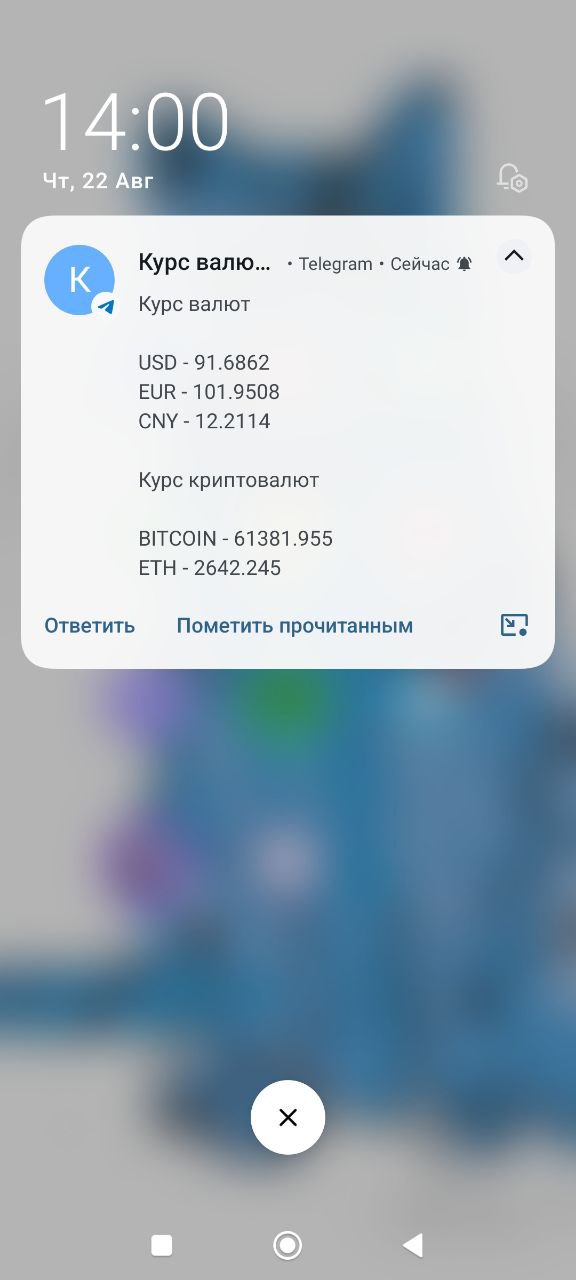 14:00
Чт, 22 Авг
К
Курс валю... • Telegram • Сейчас
Курс валют
USD - 91.6862
EUR - 101.9508
CNY - 12.2114
Курс криптовалют
BITCOIN - 61381.955
ETH - 2642.245
Ответить Пометить прочитанным